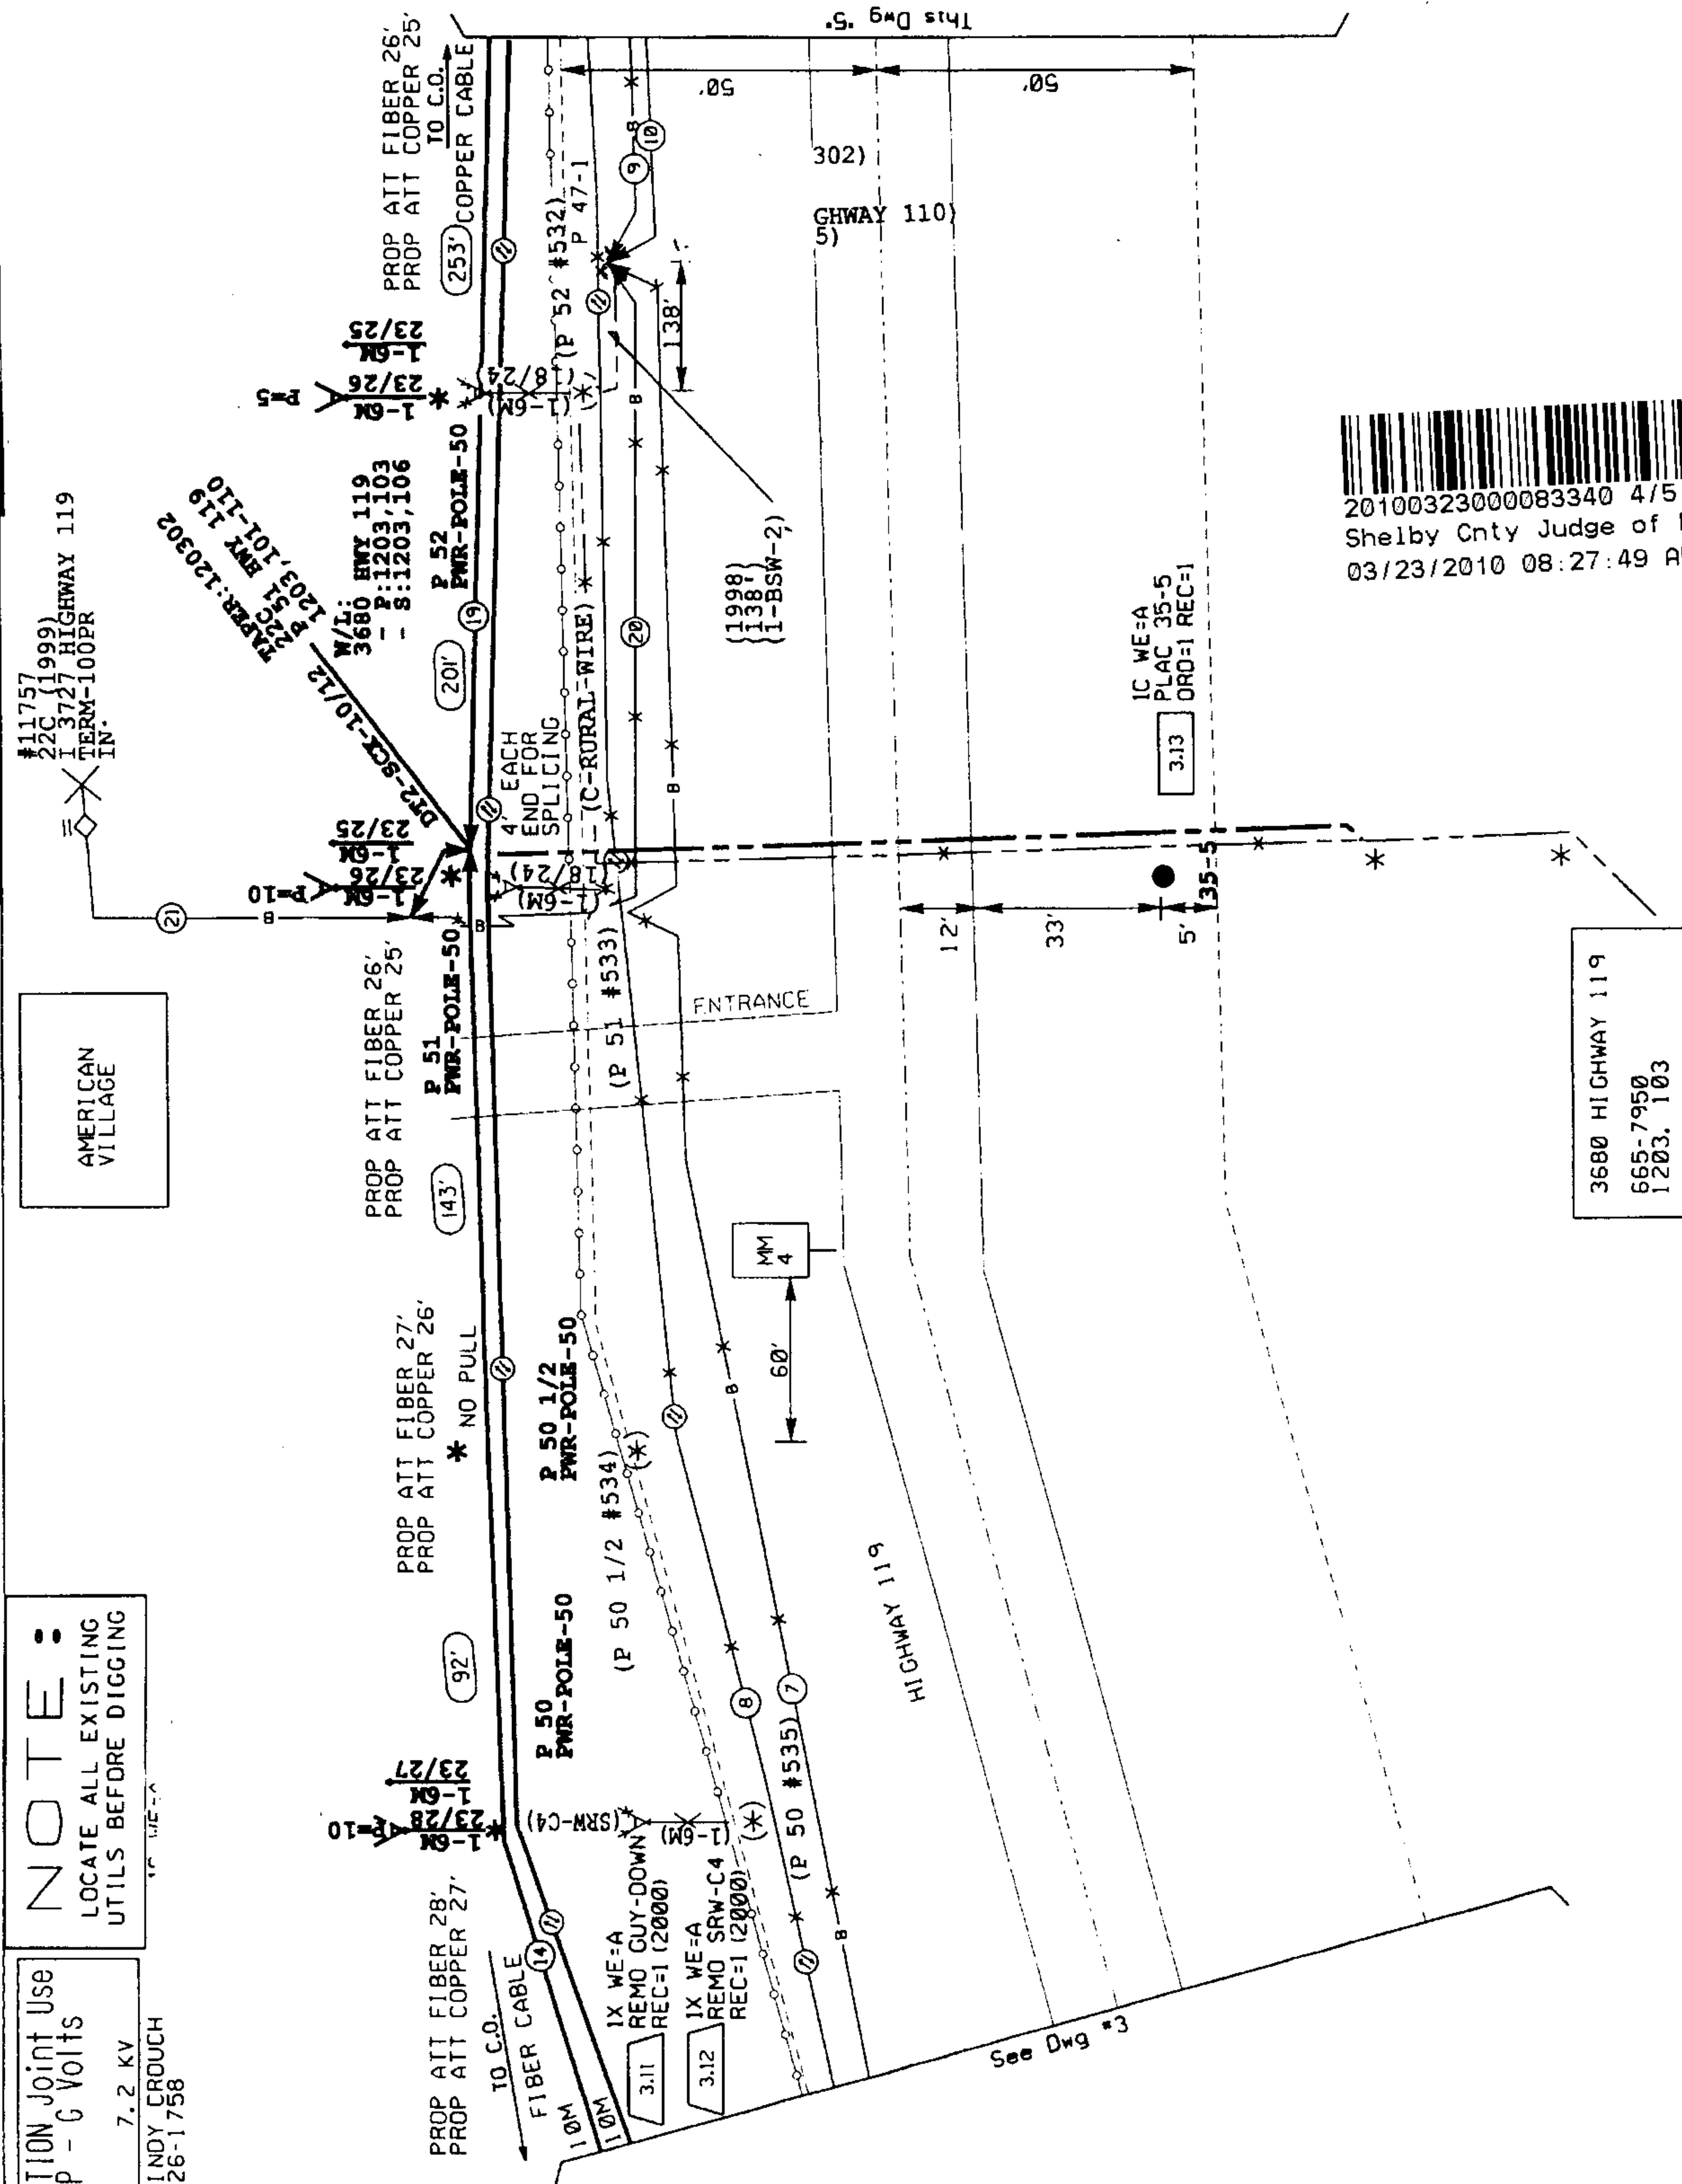 TION Joint Use
P - G Volts
7.2 KV
INDY CROUCH
26-1758
NOTE:
LOCATE ALL EXISTING
UTILS BEFORE DIGGING
AMERICAN
VILLAGE
#11757
22C (1999)
I 3727 HIGHWAY 119
TERM-100PR
IN.
TAPER:120302
22C
P 51 HWY 119
1203,101-110
DT2-SCX-10/12
W/L:
3680 HWY 119
- P:1203,103
- S:1203,106
PROP ATT FIBER 28'
PROP ATT COPPER 27'
TO C.O.
FIBER CABLE
10M
10M
14
P=10
1-6M
23/28
1-6M
23/27
92'
P 50
PWR-POLE-50
PROP ATT FIBER 27'
PROP ATT COPPER 26'
* NO PULL
P 50 1/2
PWR-POLE-50
143'
PROP ATT FIBER 26'
PROP ATT COPPER 25'
P 51
PWR-POLE-50
21
B
B
P=10
1-6M
23/26
1-6M
23/25
201'
19
P 52
PWR-POLE-50
P=5
1-6M
23/26
1-6M
23/25
PROP ATT FIBER 26'
PROP ATT COPPER 25'
TO C.O.
253'
COPPER CABLE
4' EACH
END FOR
SPLICING
(1-6M)
(18/24)
(1-6M)
(18/24)
(C-RURAL-WIRE)
(P 52 #532)
P 47-1
9
10
B
B
20
B
138'
(1998)
(138')
(1-BSW-2)
(P 51 #533)
ENTRANCE
(P 50 1/2 #534)
(*)
(SRW-C4)
(1-6M)
(*)
(P 50 #535)
8
7
B
B
3.11
1X WE=A
REMO GUY-DOWN
REC=1 (2000)
3.12
1X WE=A
REMO SRW-C4
REC=1 (2000)
MM
4
60'
HIGHWAY 119
See Dwg #3
This Dwg "5"
50'
50'
302)
GHWAY 110)
5)
12'
33'
5'
35-5
3.13
1C WE=A
PLAC 35-5
ORD=1 REC=1
3680 HIGHWAY 119
665-7950
1203. 103
20100323000083340 4/5
Shelby Cnty Judge of
03/23/2010 08:27:49